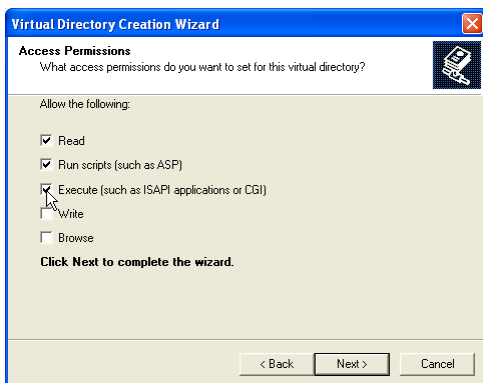 Virtual Directory Creation Wizard
Access Permissions
What access permissions do you want to set for this virtual directory?
Allow the following:
Read
Run scripts (such as ASP)
Execute (such as ISAPI applications or CGI)
Write
Browse
Click Next to complete the wizard.
< Back Next > Cancel